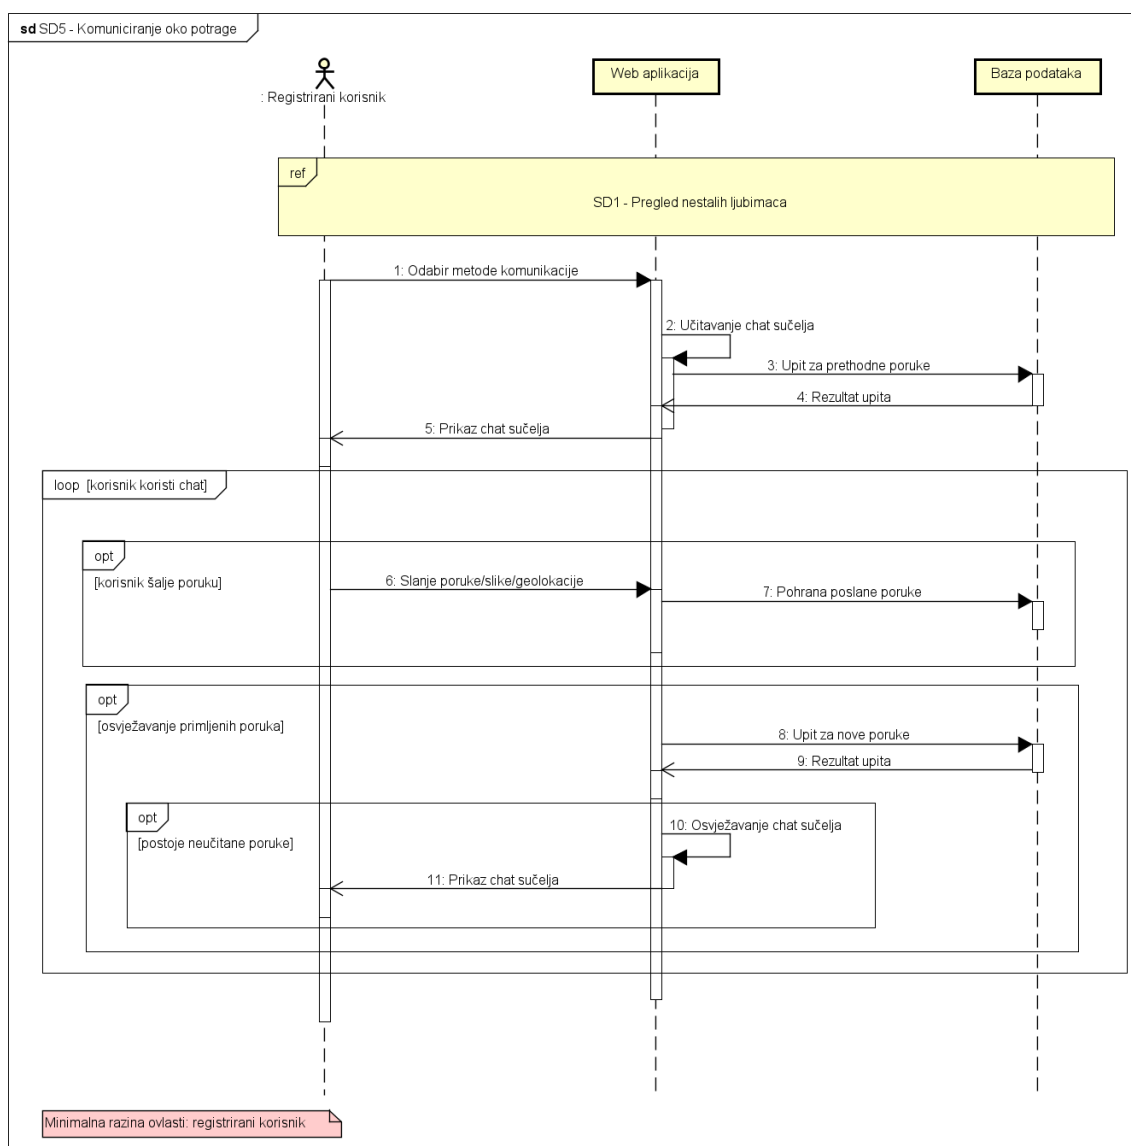 sd SD5 - Komuniciranje oko potrage
: Registrirani korisnik
Web aplikacija
Baza podataka
ref
SD1 - Pregled nestalih ljubimaca
1: Odabir metode komunikacije
2: Učitavanje chat sučelja
3: Upit za prethodne poruke
4: Rezultat upita
5: Prikaz chat sučelja
loop [korisnik koristi chat]
opt
[korisnik šalje poruku]
6: Slanje poruke/slike/geolokacije
7: Pohrana poslane poruke
opt
[osvježavanje primljenih poruka]
8: Upit za nove poruke
9: Rezultat upita
opt
[postoje neučitane poruke]
10: Osvježavanje chat sučelja
11: Prikaz chat sučelja
Minimalna razina ovlasti: registrirani korisnik